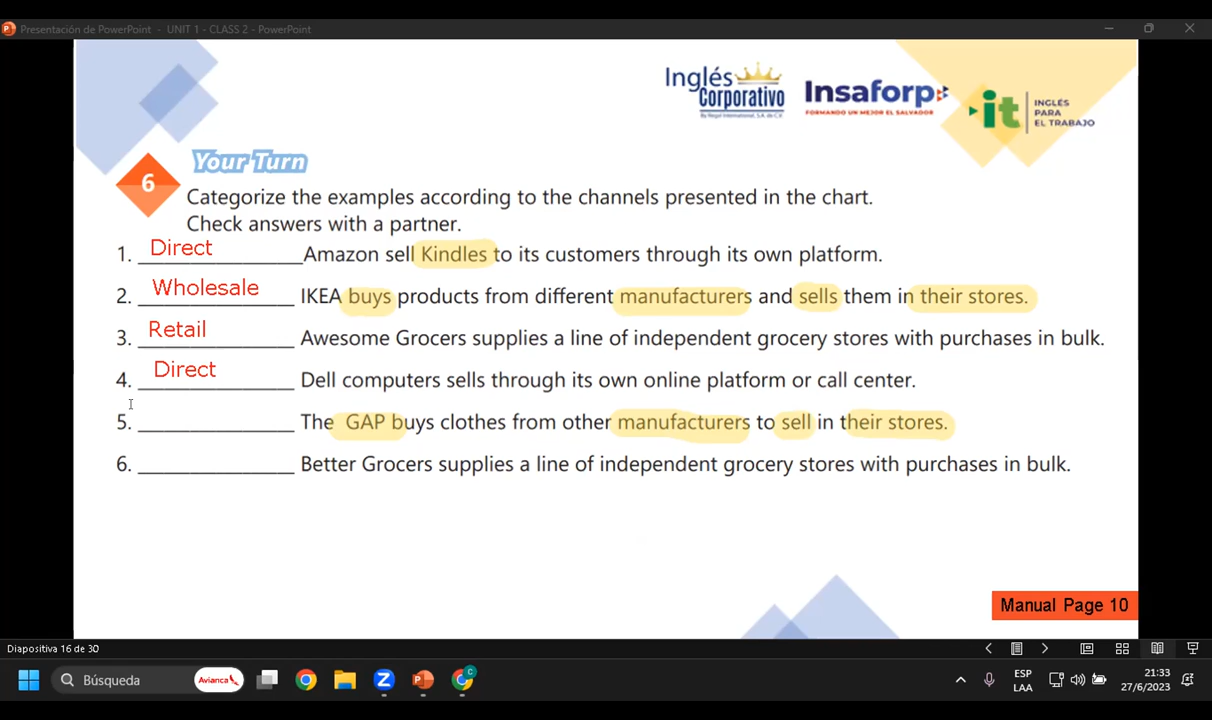 Presentación de PowerPoint - UNIT 1 - CLASS 2 - PowerPoint
Inglés Corporativo
By Regal International, S.A. de C.V.
Insaforp
FORMANDO UN MEJOR EL SALVADOR
it
INGLÉS
PARA
EL TRABAJO
Your Turn
6
Categorize the examples according to the channels presented in the chart.
Check answers with a partner.
1. Direct Amazon sell Kindles to its customers through its own platform.
2. Wholesale IKEA buys products from different manufacturers and sells them in their stores.
3. Retail Awesome Grocers supplies a line of independent grocery stores with purchases in bulk.
4. Direct Dell computers sells through its own online platform or call center.
5. ______________ The GAP buys clothes from other manufacturers to sell in their stores.
6. ______________ Better Grocers supplies a line of independent grocery stores with purchases in bulk.
Manual Page 10
Diapositiva 16 de 30
Búsqueda
Avianca
ESP
LAA
21:33
27/6/2023